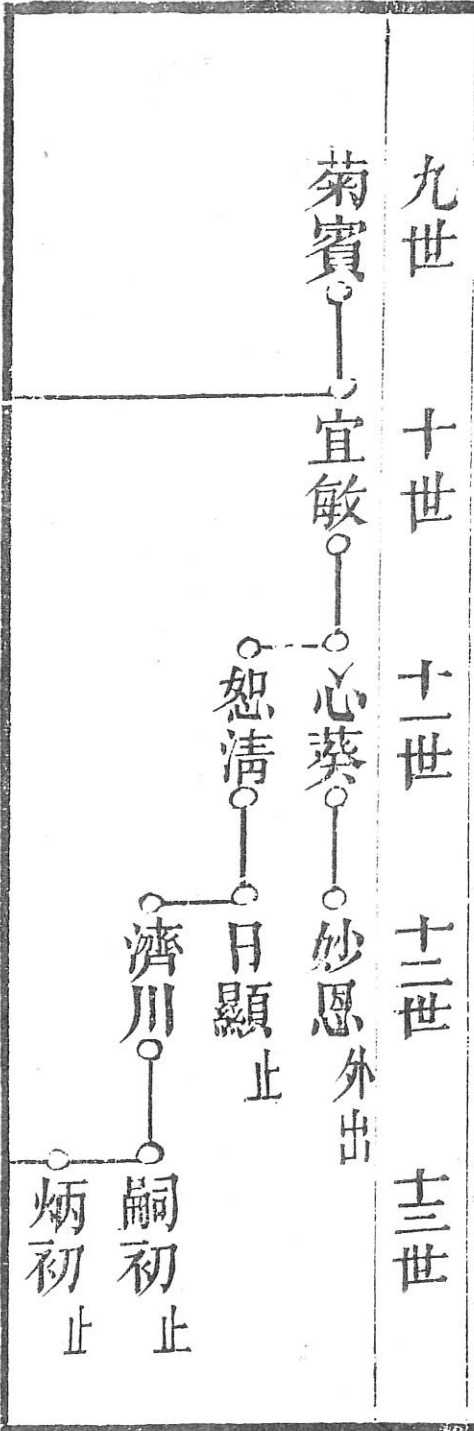 九世
十世
十一世
十二世
十三世
菊賓
宜敏
心葵
妙恩 外出
恕淸
日顯 止
濟川
嗣初 止
炳初 止